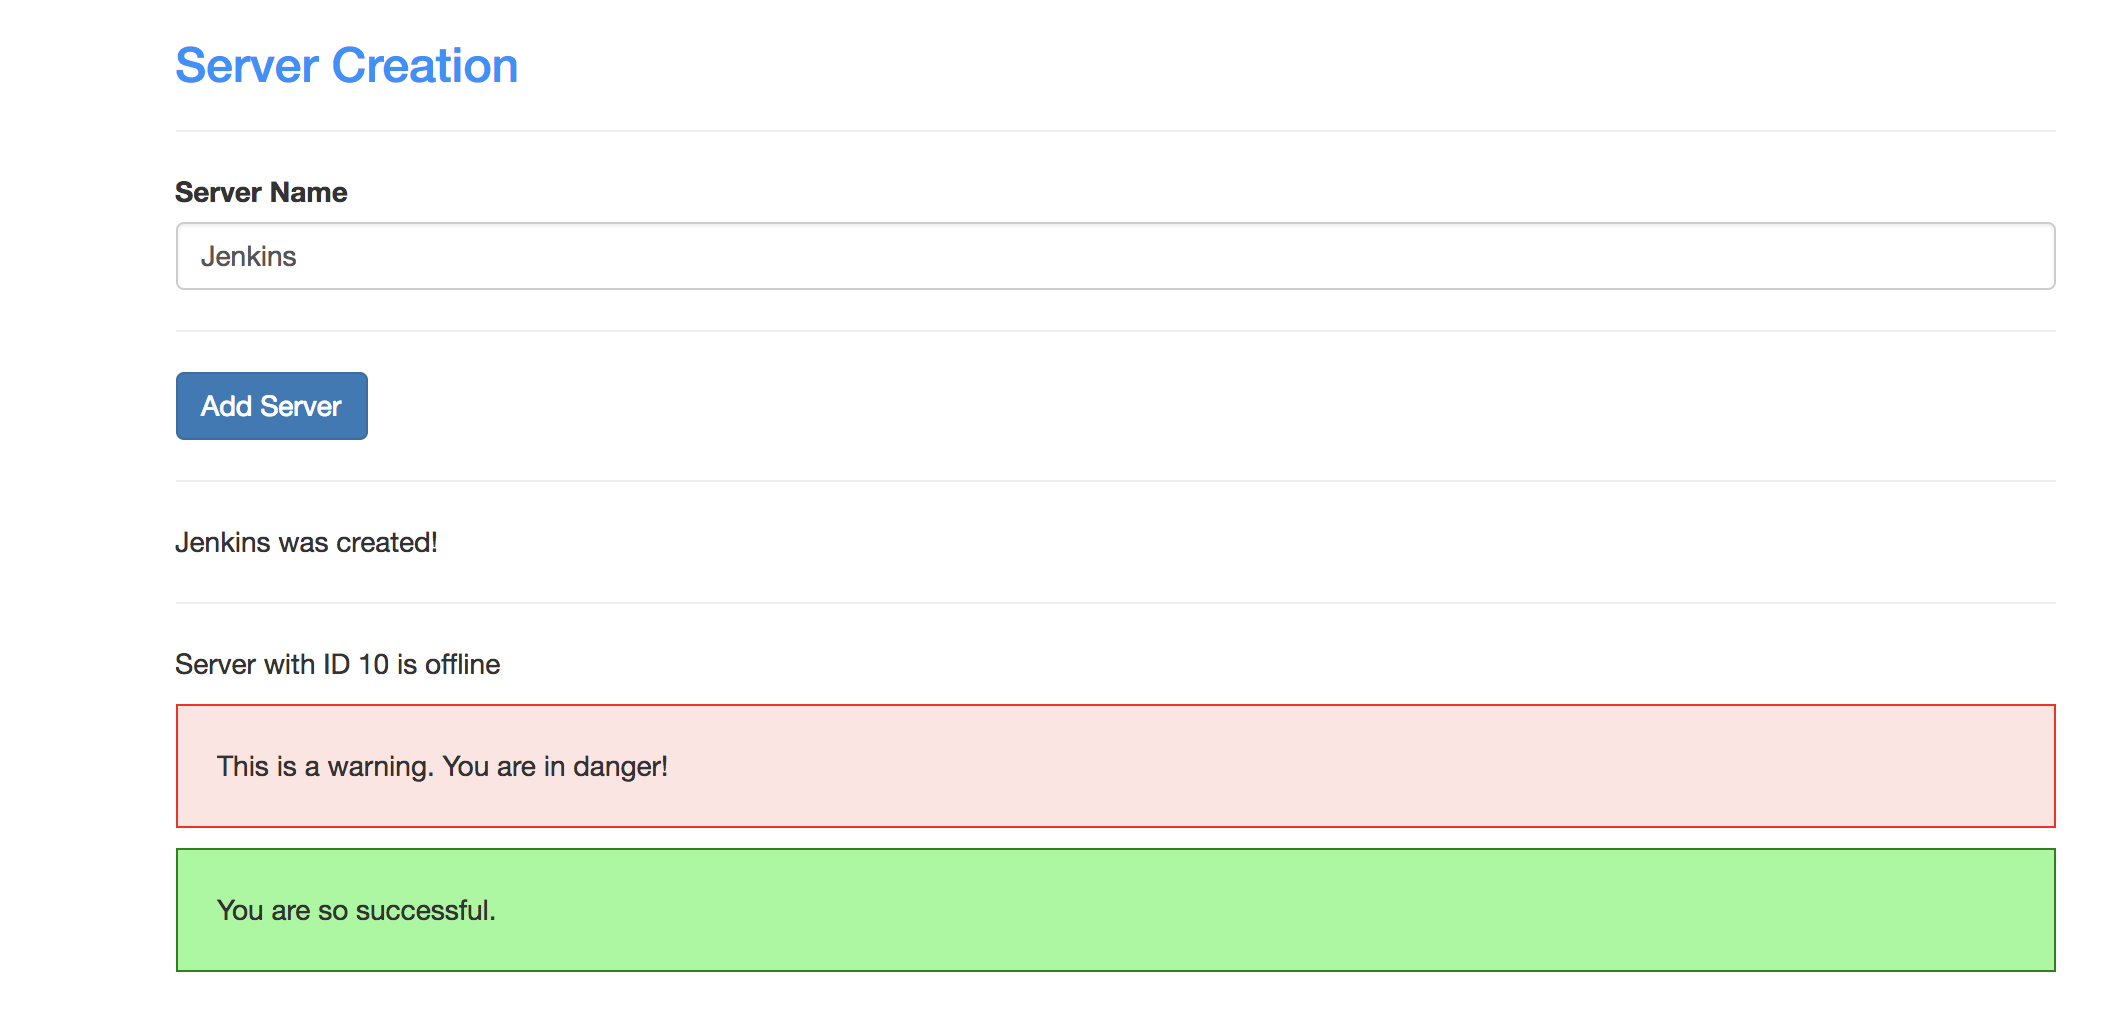 Server Creation
Server Name
Jenkins
Add Server
Jenkins was created!
Server with ID 10 is offline
This is a warning. You are in danger!
You are so successful.